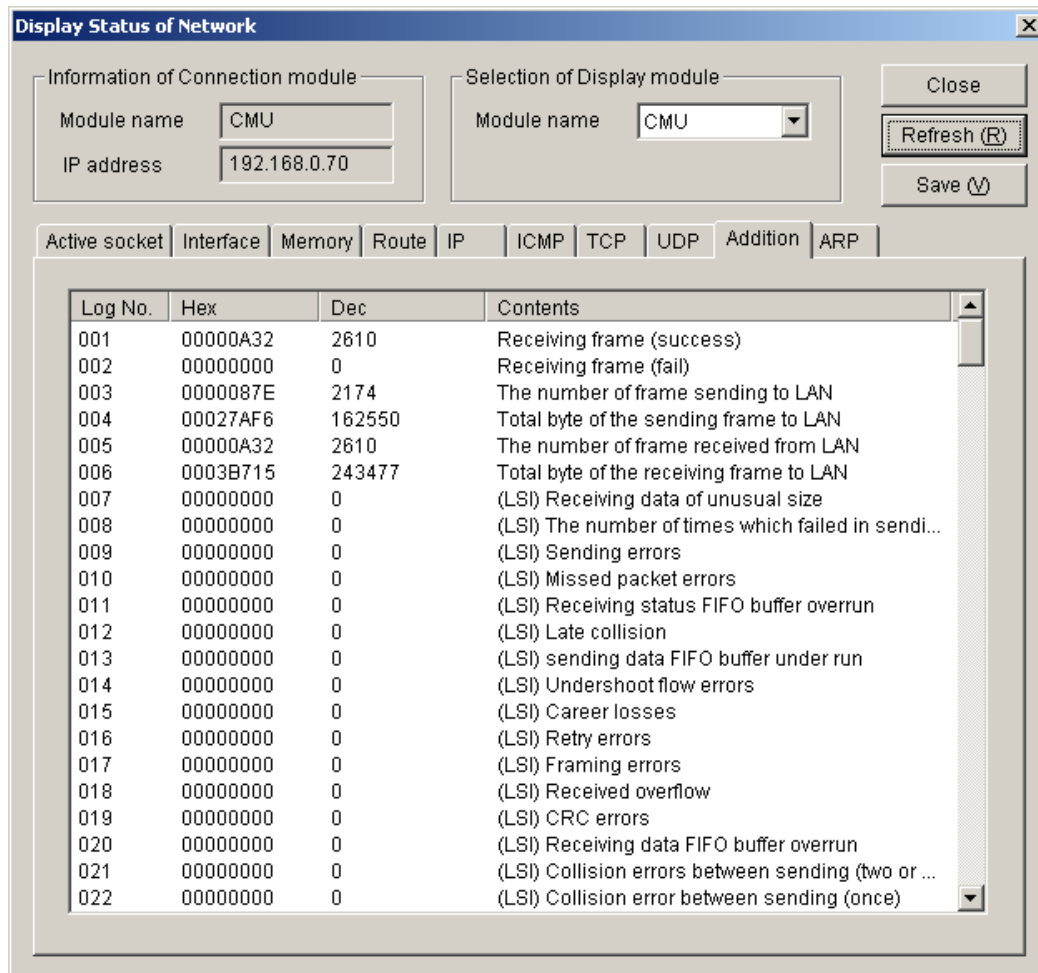 Display Status of Network
Information of Connection module
Module name CMU
IP address 192.168.0.70
Selection of Display module
Module name CMU
Close
Refresh (R)
Save (V)
Active socket Interface Memory Route IP ICMP TCP UDP Addition ARP
Log No. Hex Dec Contents
001 00000A32 2610 Receiving frame (success)
002 00000000 0 Receiving frame (fail)
003 0000087E 2174 The number of frame sending to LAN
004 00027AF6 162550 Total byte of the sending frame to LAN
005 00000A32 2610 The number of frame received from LAN
006 0003B715 243477 Total byte of the receiving frame to LAN
007 00000000 0 (LSI) Receiving data of unusual size
008 00000000 0 (LSI) The number of times which failed in sendi...
009 00000000 0 (LSI) Sending errors
010 00000000 0 (LSI) Missed packet errors
011 00000000 0 (LSI) Receiving status FIFO buffer overrun
012 00000000 0 (LSI) Late collision
013 00000000 0 (LSI) sending data FIFO buffer under run
014 00000000 0 (LSI) Undershoot flow errors
015 00000000 0 (LSI) Career losses
016 00000000 0 (LSI) Retry errors
017 00000000 0 (LSI) Framing errors
018 00000000 0 (LSI) Received overflow
019 00000000 0 (LSI) CRC errors
020 00000000 0 (LSI) Receiving data FIFO buffer overrun
021 00000000 0 (LSI) Collision errors between sending (two or ...
022 00000000 0 (LSI) Collision error between sending (once)